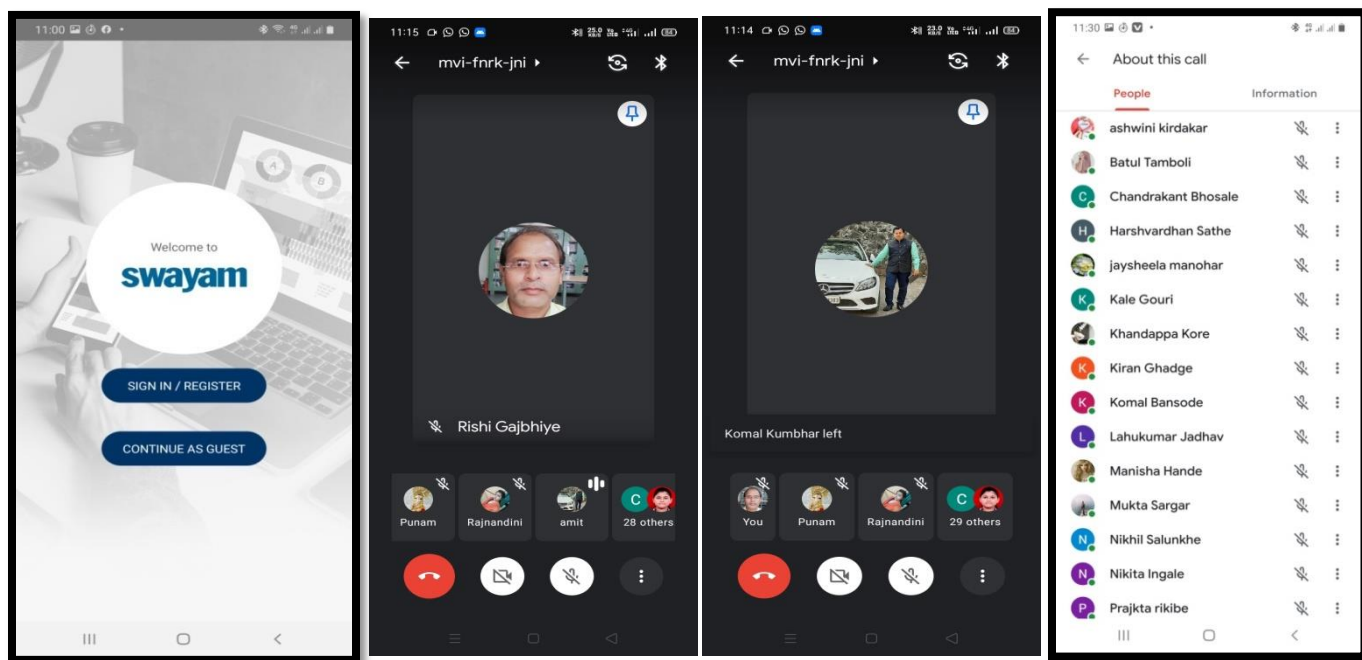 11:00
Welcome to
swayam
SIGN IN / REGISTER
CONTINUE AS GUEST
11:15
mvi-fnrk-jni
Rishi Gajbhiye
Punam
Rajnandini
amit
C
28 others
11:14
mvi-fnrk-jni
Komal Kumbhar left
You
Punam
Rajnandini
C
29 others
11:30
About this call
People
Information
ashwini kirdakar
Batul Tamboli
C Chandrakant Bhosale
H Harshvardhan Sathe
jaysheela manohar
K Kale Gouri
Khandappa Kore
K Kiran Ghadge
K Komal Bansode
L Lahukumar Jadhav
Manisha Hande
Mukta Sargar
N Nikhil Salunkhe
N Nikita Ingale
P Prajkta rikibe